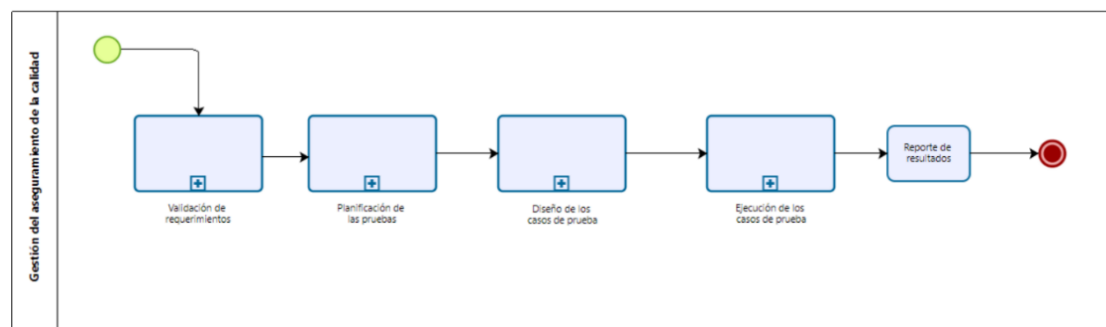 Gestión del aseguramiento de la calidad
Validación de
requerimientos
Planificación de
las pruebas
Diseño de los
casos de prueba
Ejecución de los
casos de prueba
Reporte de
resultados